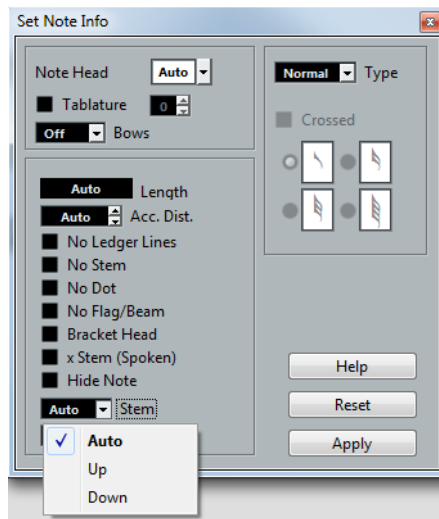 Set Note Info
Note Head Auto
Tablature 0
Off Bows
Auto Length
Auto Acc. Dist.
No Ledger Lines
No Stem
No Dot
No Flag/Beam
Bracket Head
x Stem (Spoken)
Hide Note
Auto Stem
Auto
Up
Down
Normal Type
Crossed
Help
Reset
Apply